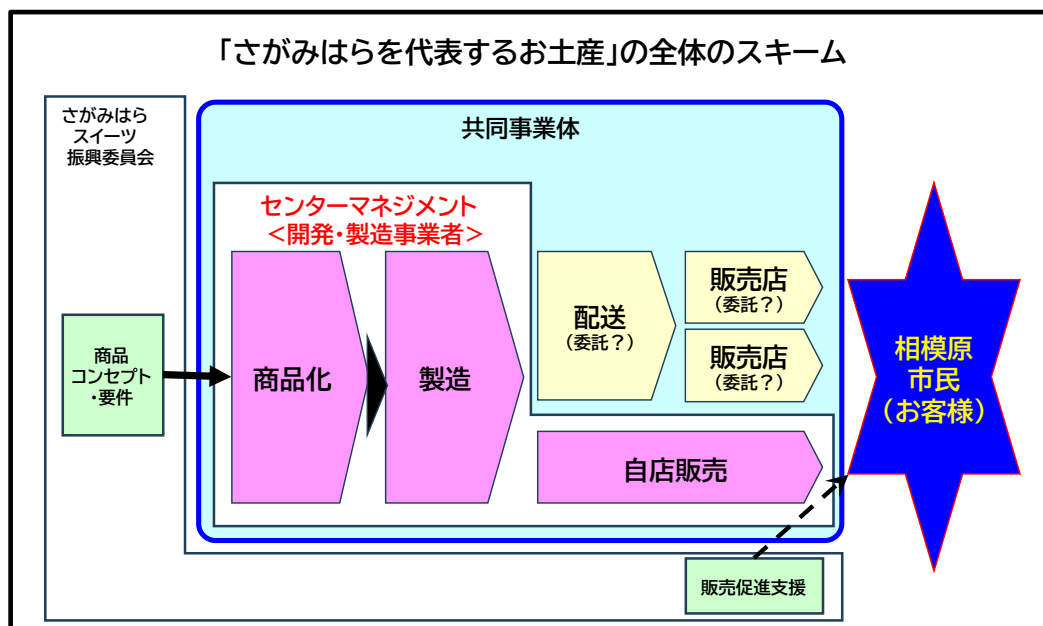 「さがみはらを代表するお土産」の全体のスキーム
さがみはら
スイーツ
振興委員会
共同事業体
センターマネジメント
＜開発・製造事業者＞
商品
コンセプト
・要件
商品化
製造
配送
（委託？）
販売店
（委託？）
販売店
（委託？）
自店販売
相模原
市民
（お客様）
販売促進支援